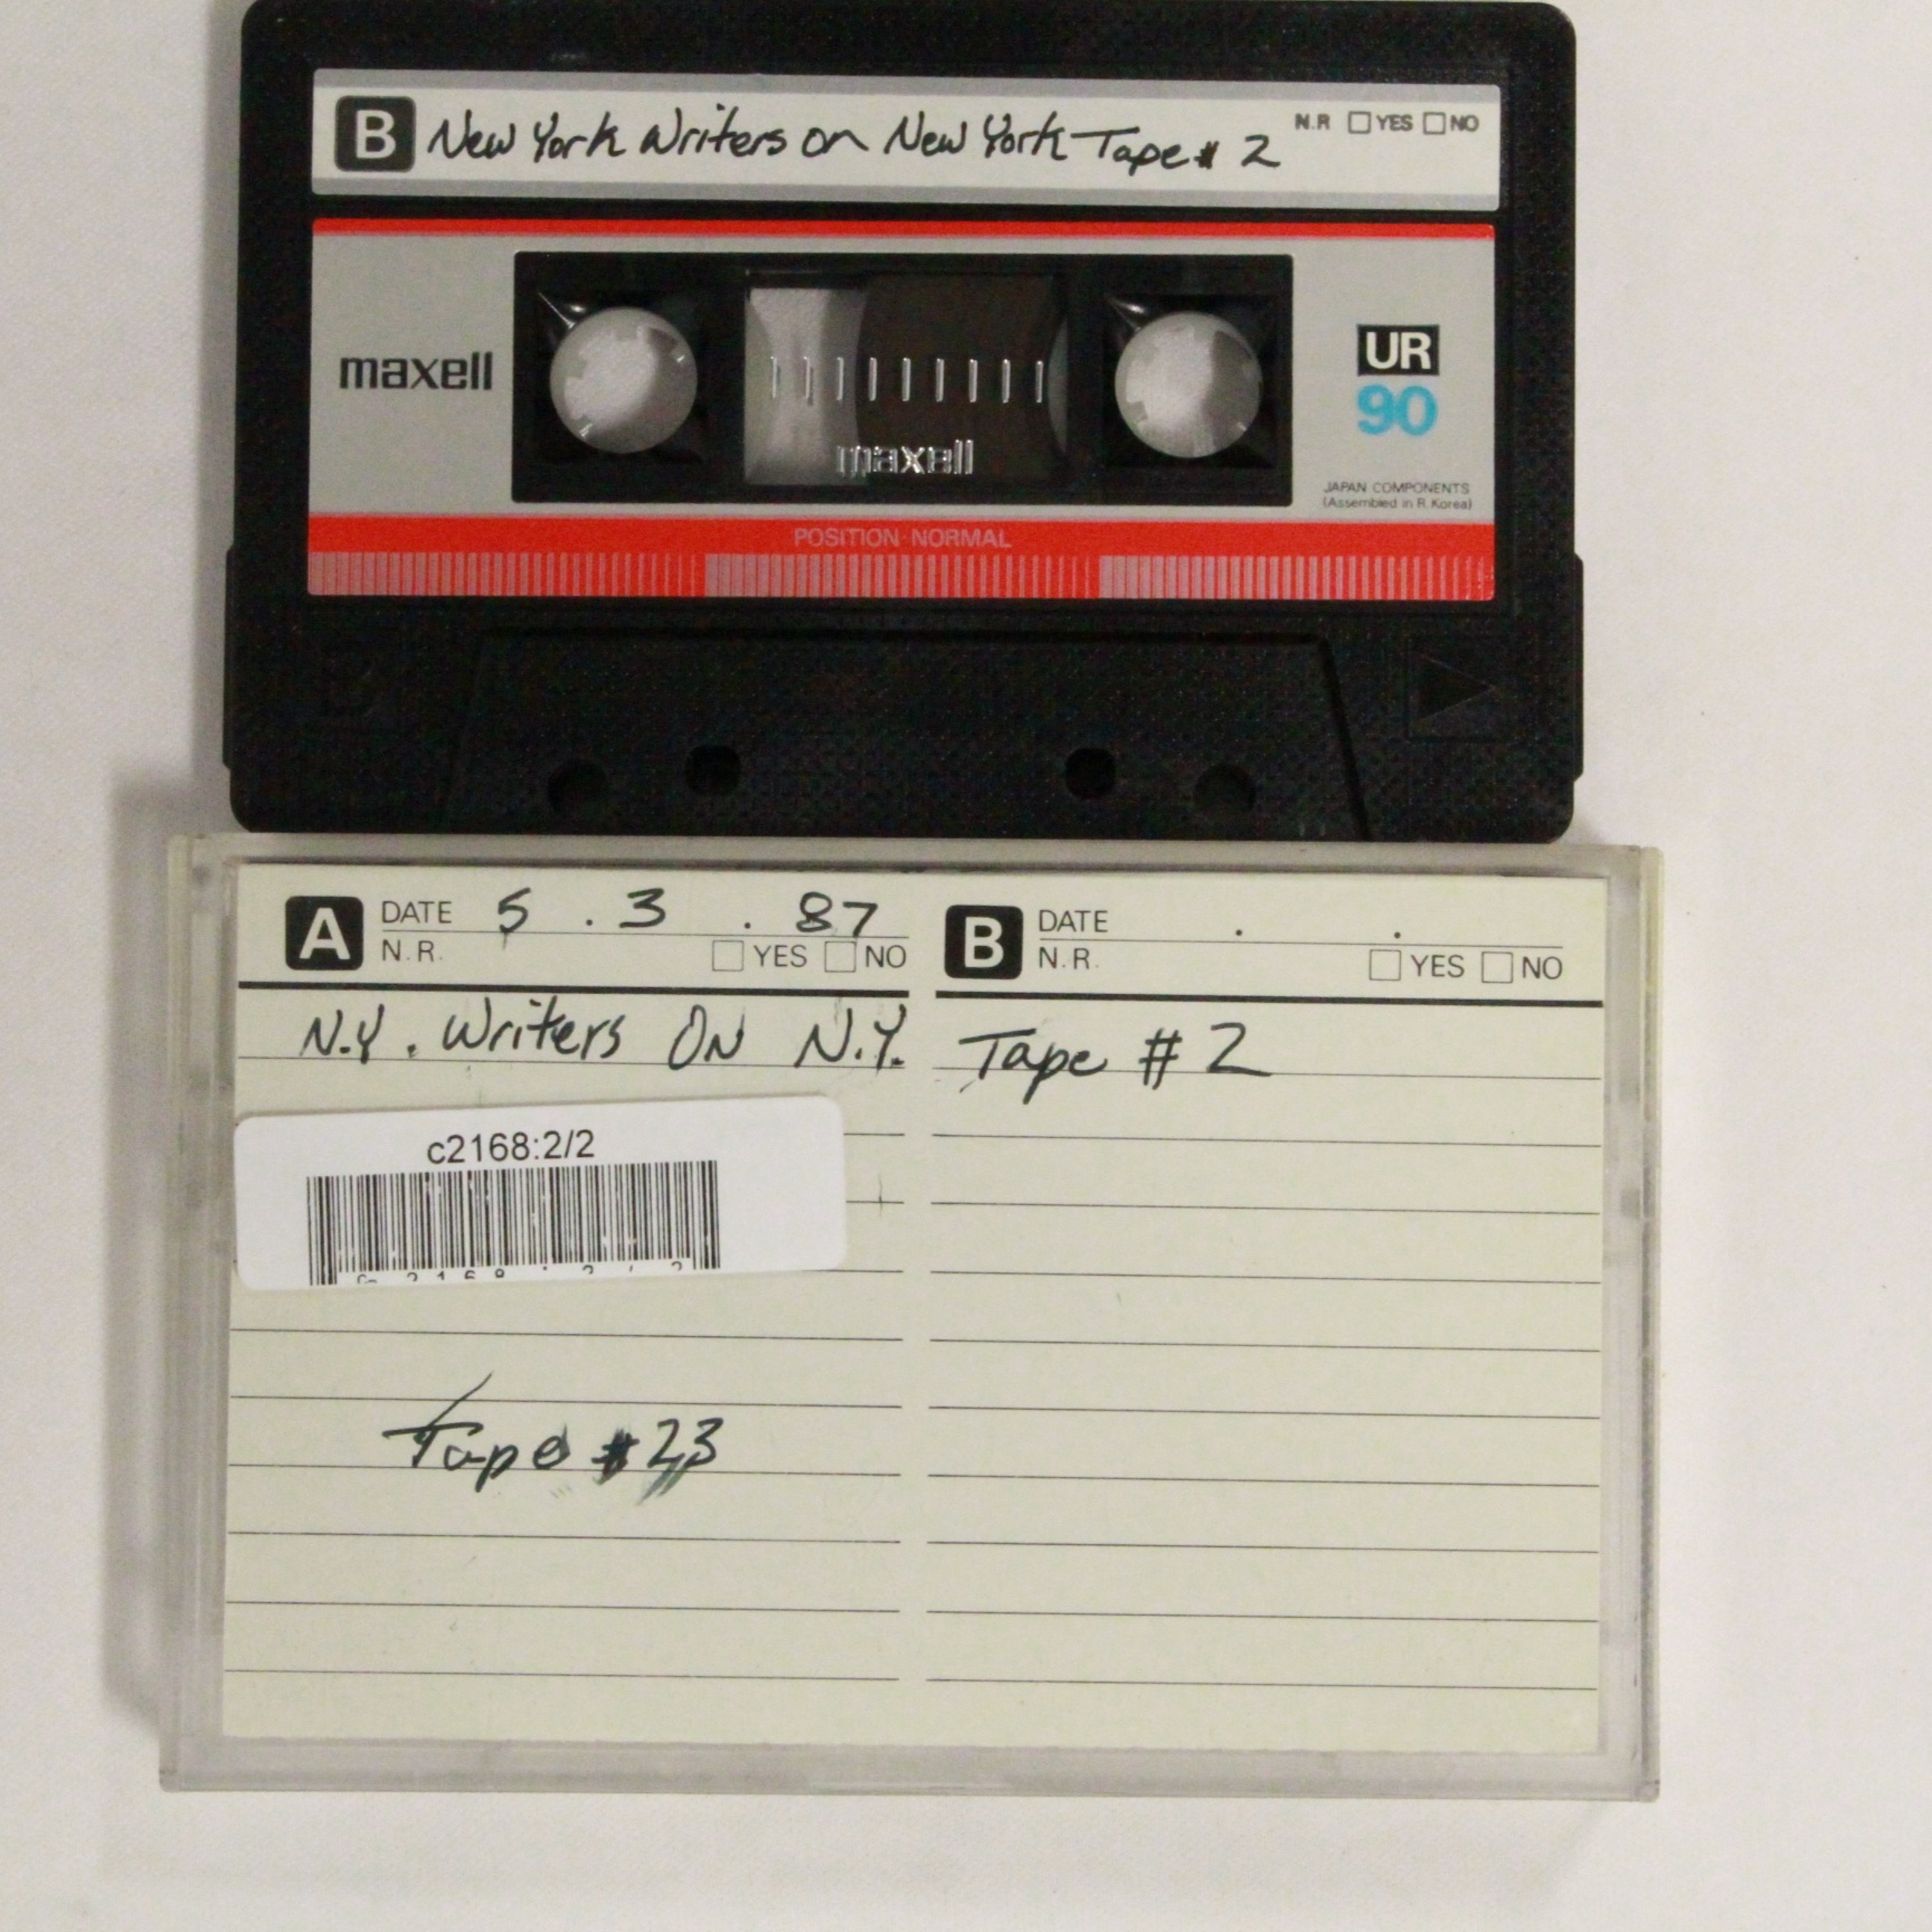 B New York Writers on New York Tape # 2 N.R □ YES □ NO
maxell
UR
90
maxell
JAPAN COMPONENTS
(Assembled in R. Korea)
POSITION·NORMAL
A DATE 5 . 3 . 87
N.R. □ YES □ NO
B DATE . .
N.R. □ YES □ NO
N.Y. Writers ON N.Y.
Tape # 2
c2168:2/2
Tape #23